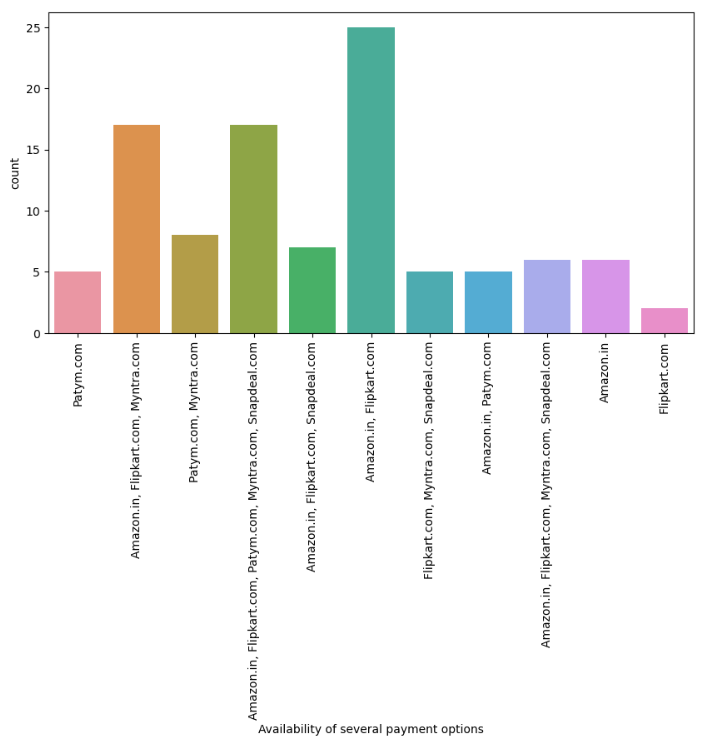 25
20
15
10
5
0
count
Patym.com
Amazon.in, Flipkart.com, Myntra.com
Patym.com, Myntra.com
Amazon.in, Flipkart.com, Patym.com, Myntra.com, Snapdeal.com
Amazon.in, Flipkart.com, Snapdeal.com
Amazon.in, Flipkart.com
Flipkart.com, Myntra.com, Snapdeal.com
Amazon.in, Patym.com
Amazon.in, Flipkart.com, Myntra.com, Snapdeal.com
Amazon.in
Flipkart.com
Availability of several payment options